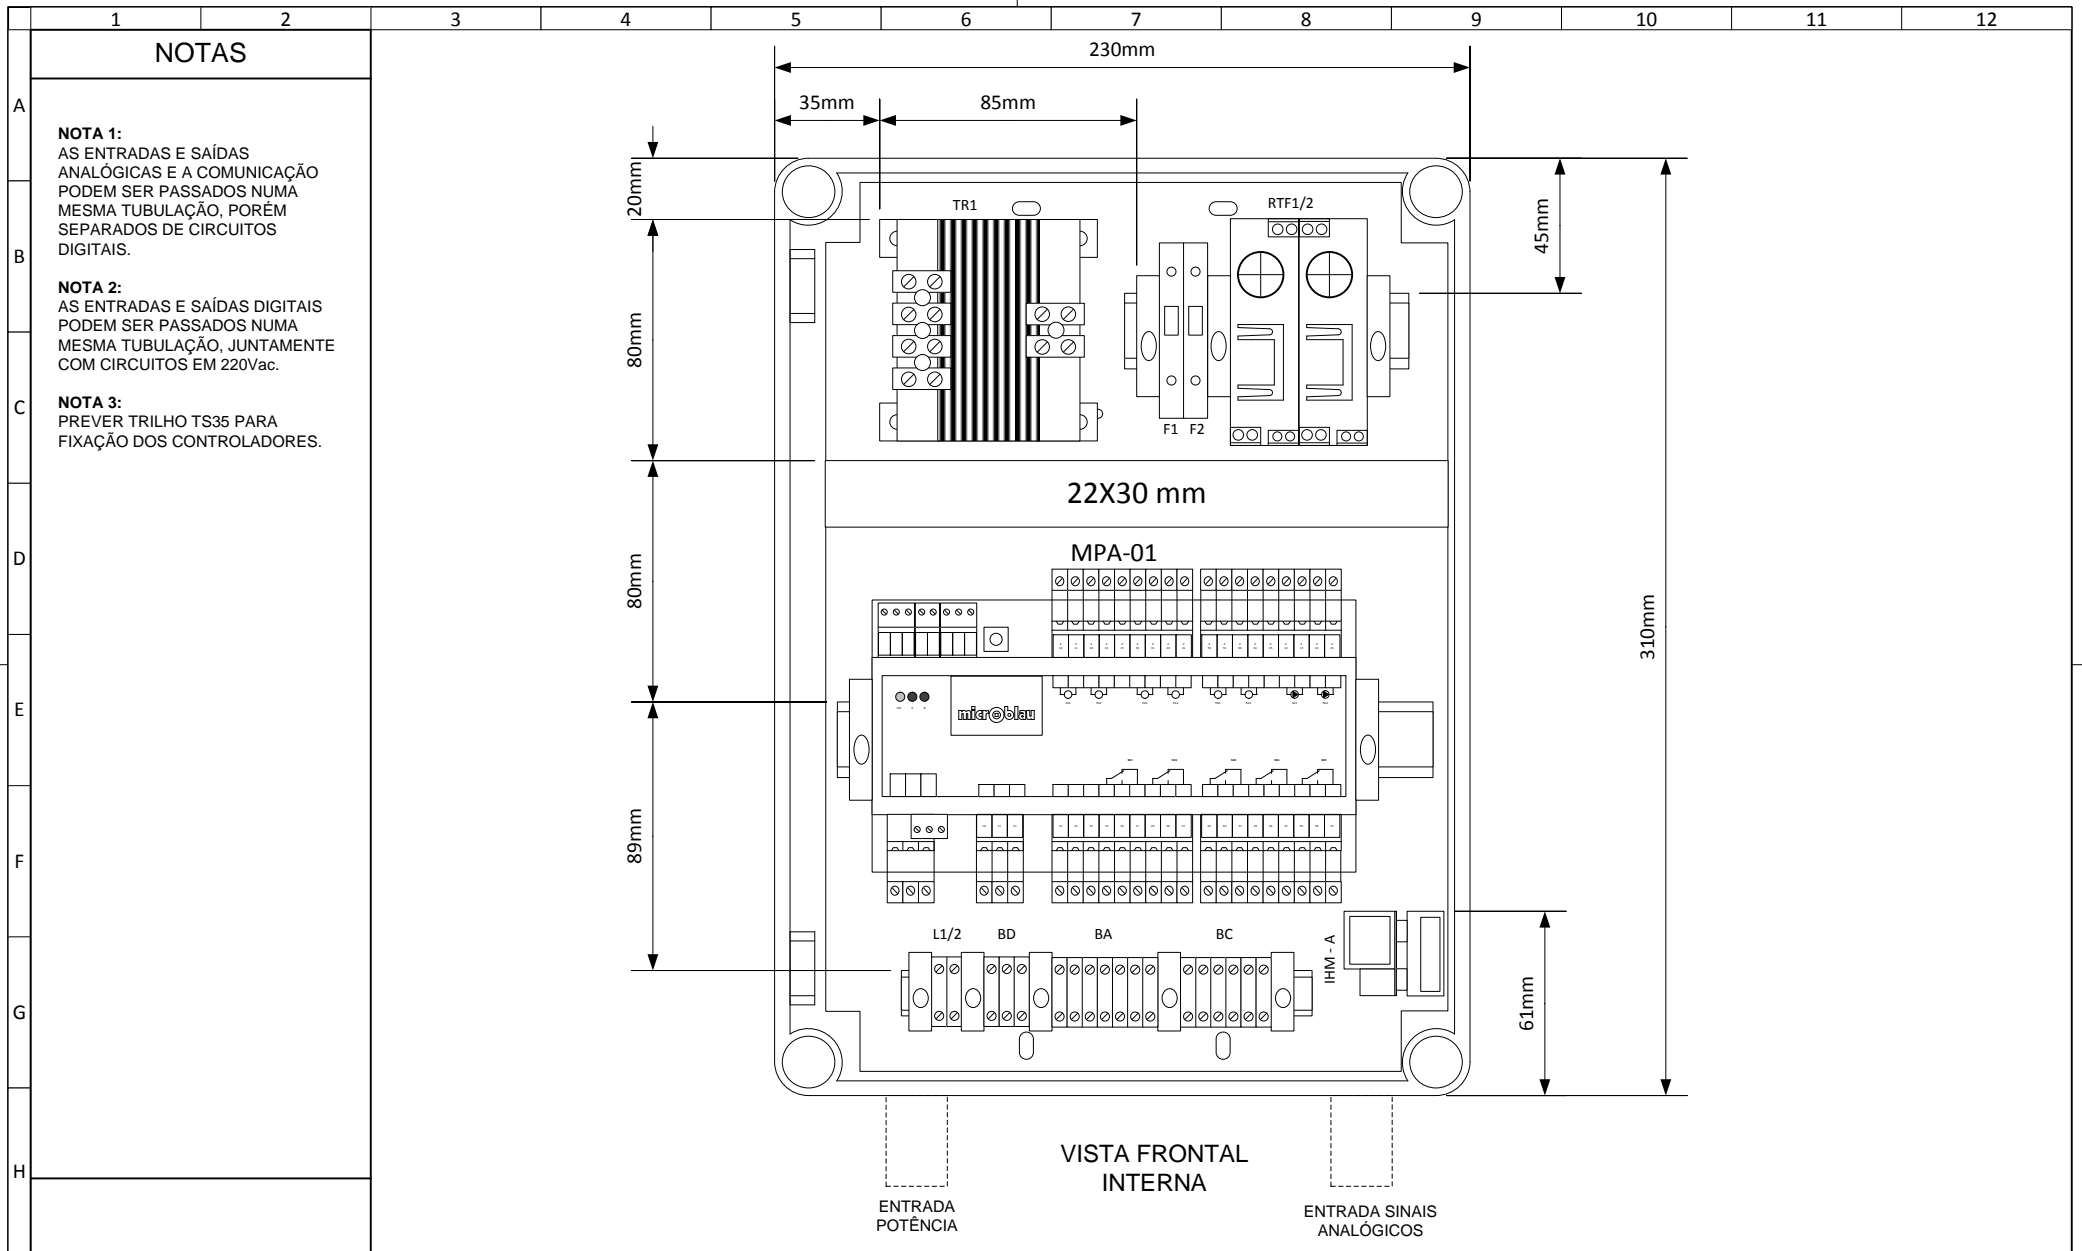 1 2 3 4 5 6 7 8 9 10 11 12
NOTAS
A
B
C
D
E
F
G
H
NOTA 1:
AS ENTRADAS E SAÍDAS
ANALÓGICAS E A COMUNICAÇÃO
PODEM SER PASSADOS NUMA
MESMA TUBULAÇÃO, PORÉM
SEPARADOS DE CIRCUITOS
DIGITAIS.
NOTA 2:
AS ENTRADAS E SAÍDAS DIGITAIS
PODEM SER PASSADOS NUMA
MESMA TUBULAÇÃO, JUNTAMENTE
COM CIRCUITOS EM 220Vac.
NOTA 3:
PREVER TRILHO TS35 PARA
FIXAÇÃO DOS CONTROLADORES.
230mm
35mm
85mm
20mm
80mm
80mm
89mm
45mm
310mm
61mm
TR1
RTF1/2
F1 F2
22X30 mm
MPA-01
microblau
L1/2
BD
BA
BC
IHM - A
VISTA FRONTAL
INTERNA
ENTRADA
POTÊNCIA
ENTRADA SINAIS
ANALÓGICOS